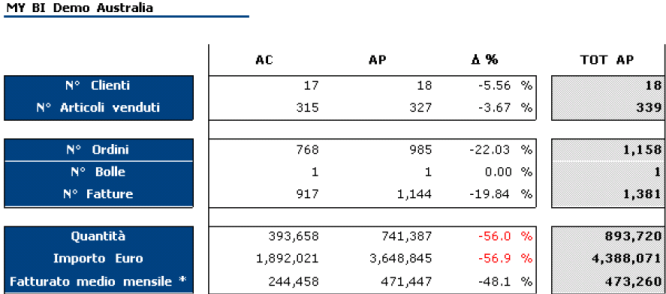 MY BI Demo Australia
AC AP Δ % TOT AP
N° Clienti 17 18 -5.56 % 18
N° Articoli venduti 315 327 -3.67 % 339
N° Ordini 768 985 -22.03 % 1,158
N° Bolle 1 1 0.00 % 1
N° Fatture 917 1,144 -19.84 % 1,381
Quantità 393,658 741,387 -56.0 % 893,720
Importo Euro 1,892,021 3,648,845 -56.9 % 4,388,071
Fatturato medio mensile * 244,458 471,447 -48.1 % 473,260